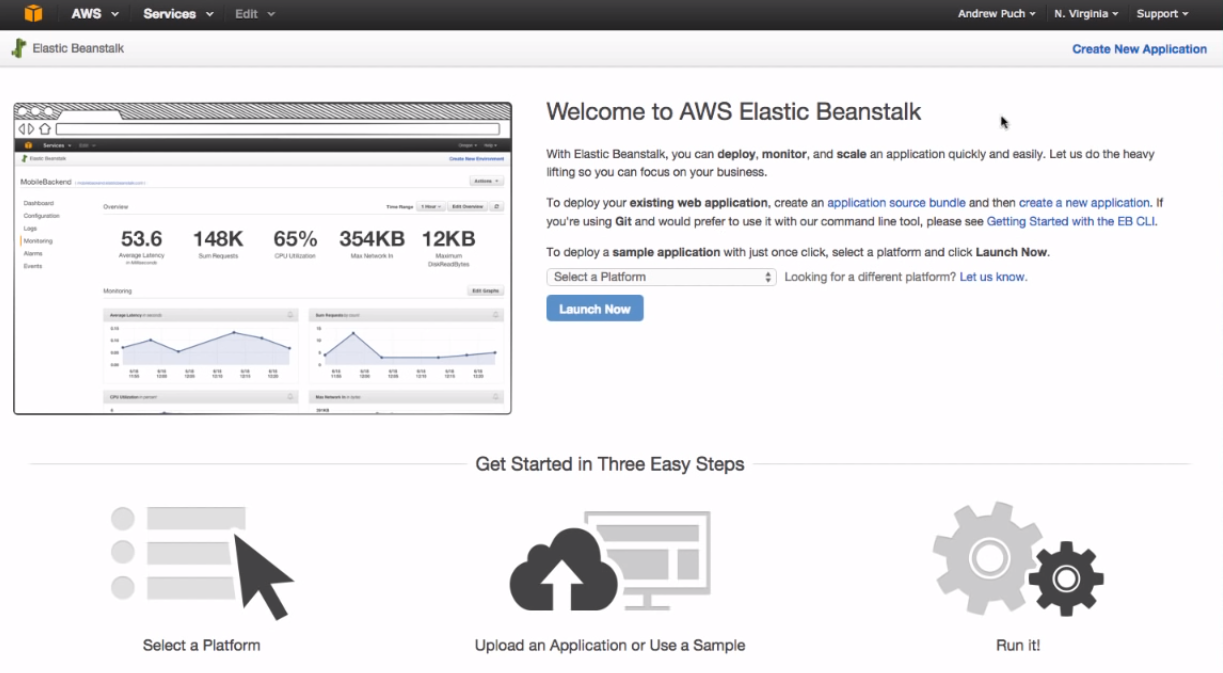 AWS Services Edit Andrew Puch N. Virginia Support
Elastic Beanstalk Create New Application
Welcome to AWS Elastic Beanstalk
With Elastic Beanstalk, you can deploy, monitor, and scale an application quickly and easily. Let us do the heavy
lifting so you can focus on your business.
To deploy your existing web application, create an application source bundle and then create a new application. If
you're using Git and would prefer to use it with our command line tool, please see Getting Started with the EB CLI.
To deploy a sample application with just once click, select a platform and click Launch Now.
Select a Platform Looking for a different platform? Let us know.
Launch Now
Services Edit
Elastic Beanstalk Create New Environment
MobileBackend Actions
Dashboard
Configuration
Logs
Monitoring
Alarms
Events
Overview Time Range 1 Hour Edit Overview
53.6 148K 65% 354KB 12KB
Average Latency Sum Requests CPU Utilization Max Network In Maximum
in milliseconds DiskReadBytes
Monitoring Edit Graphs
Average Latency in seconds Sum Requests by count
CPU Utilization in percent Max Network In in bytes
Get Started in Three Easy Steps
Select a Platform Upload an Application or Use a Sample Run it!